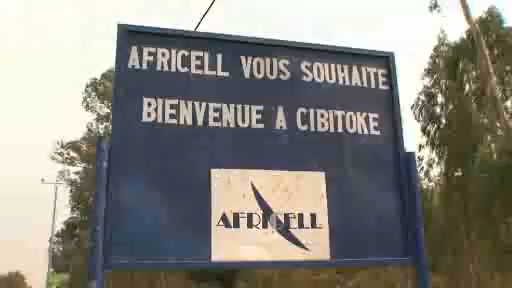 AFRICELL VOUS SOUHAITE
BIENVENUE A CIBITOKE
AFRICELL